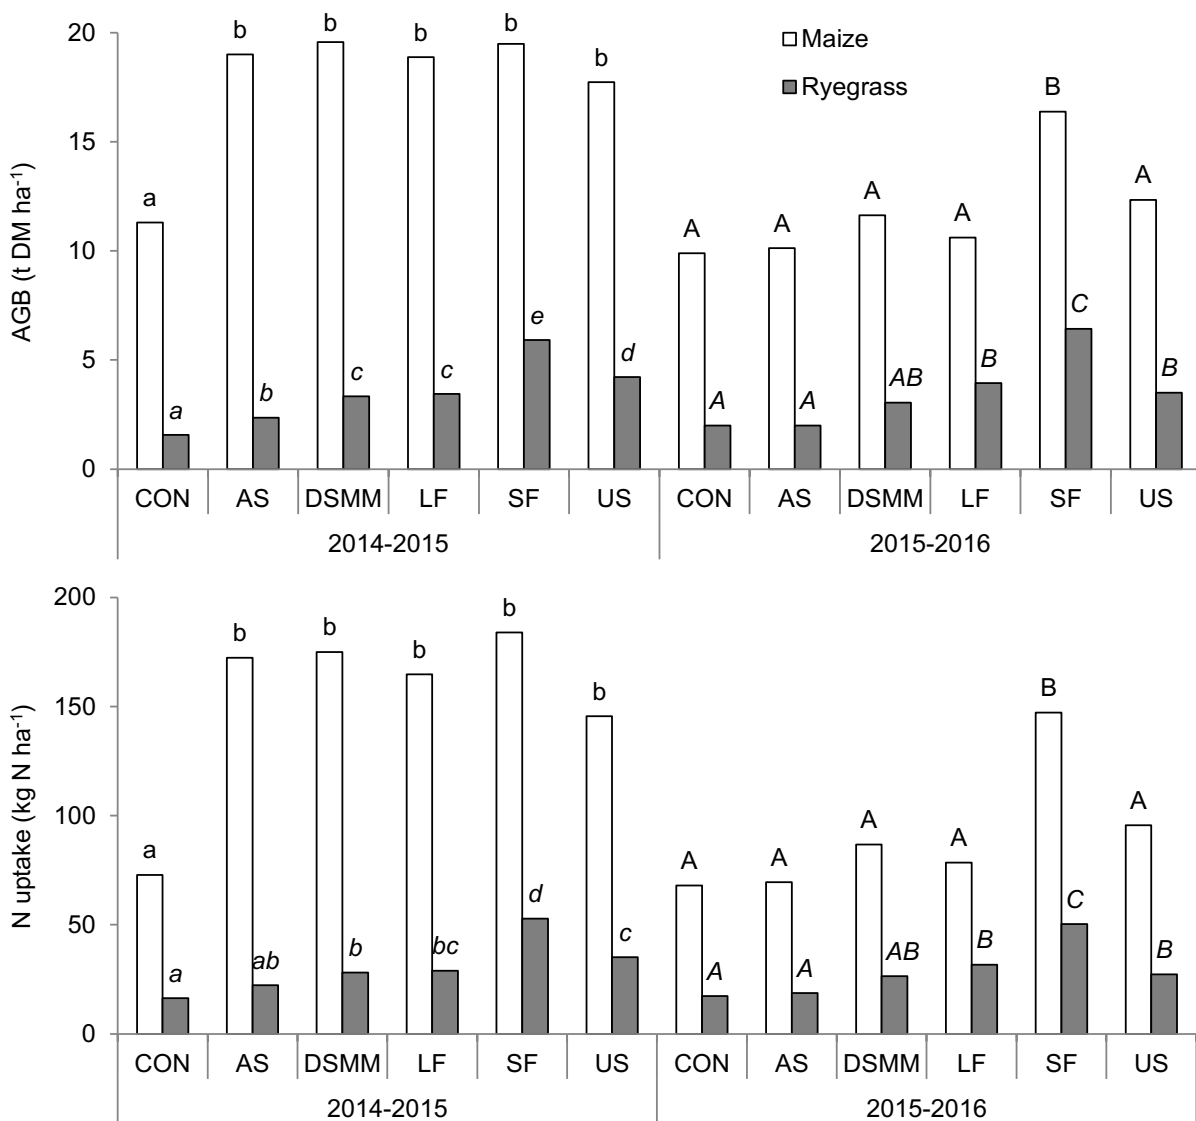 20
15
10
5
0
AGB (t DM ha⁻¹)
Maize
Ryegrass
a b b b b b A A A A B A
a b c c e d A A AB B C B
CON AS DSMM LF SF US CON AS DSMM LF SF US
2014-2015 2015-2016
200
150
100
50
0
N uptake (kg N ha⁻¹)
a b b b b b A A A A B A
a ab b bc d c A A AB B C B
CON AS DSMM LF SF US CON AS DSMM LF SF US
2014-2015 2015-2016